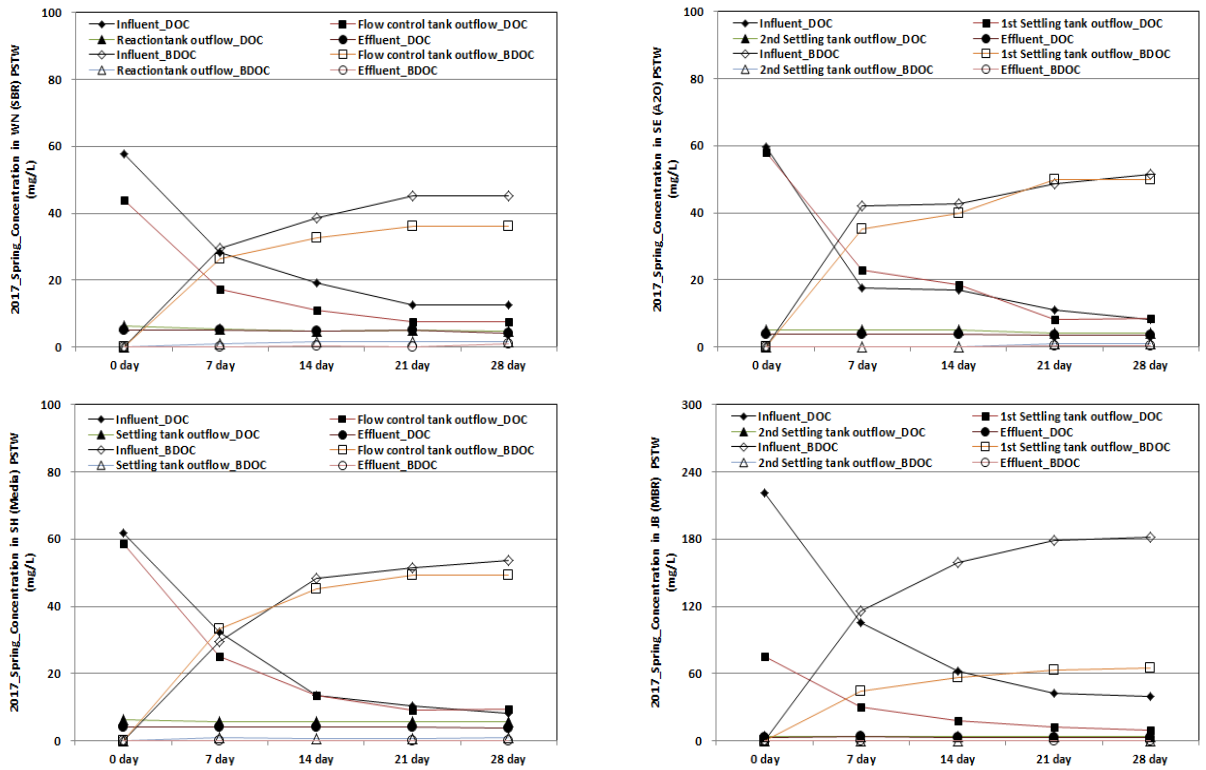 2017_Spring_Concentration in WN (SBR) PSTW
(mg/L)
100
80
60
40
20
0
Influent_DOC
Flow control tank outflow_DOC
Reactiontank outflow_DOC
Effluent_DOC
Influent_BDOC
Flow control tank outflow_BDOC
Reactiontank outflow_BDOC
Effluent_BDOC
0 day
7 day
14 day
21 day
28 day
2017_Spring_Concentration in SE (A2O) PSTW
(mg/L)
100
80
60
40
20
0
Influent_DOC
1st Settling tank outflow_DOC
2nd Settling tank outflow_DOC
Effluent_DOC
Influent_BDOC
1st Settling tank outflow_BDOC
2nd Settling tank outflow_BDOC
Effluent_BDOC
0 day
7 day
14 day
21 day
28 day
2017_Spring_Concentration in SH (Media) PSTW
(mg/L)
100
80
60
40
20
0
Influent_DOC
Flow control tank outflow_DOC
Settling tank outflow_DOC
Effluent_DOC
Influent_BDOC
Flow control tank outflow_BDOC
Settling tank outflow_BDOC
Effluent_BDOC
0 day
7 day
14 day
21 day
28 day
2017_Spring_Concentration in JB (MBR) PSTW
(mg/L)
300
240
180
120
60
0
Influent_DOC
1st Settling tank outflow_DOC
2nd Settling tank outflow_DOC
Effluent_DOC
Influent_BDOC
1st Settling tank outflow_BDOC
2nd Settling tank outflow_BDOC
Effluent_BDOC
0 day
7 day
14 day
21 day
28 day